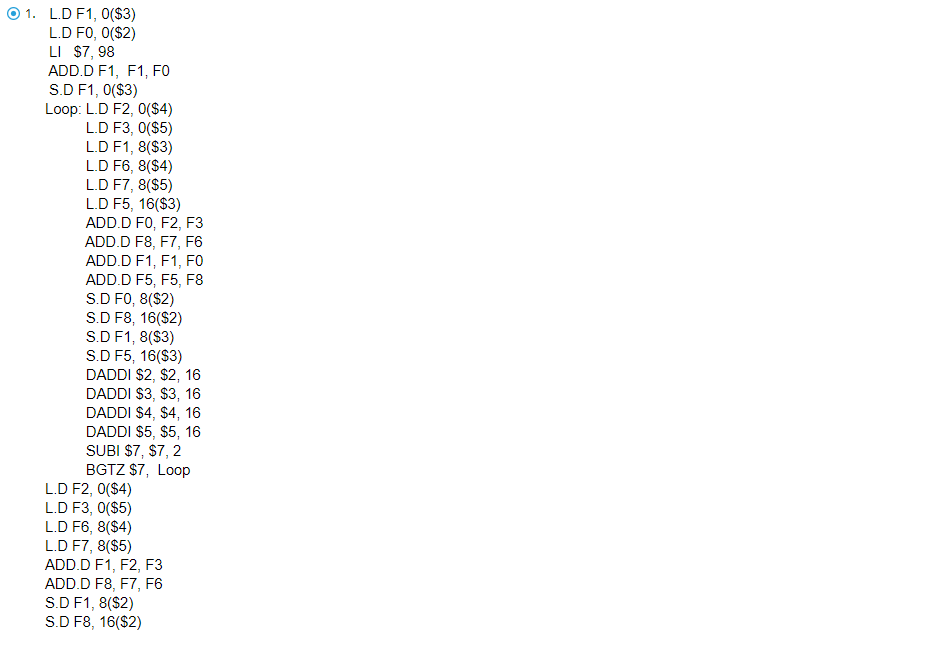 1. L.D F1, 0($3)
L.D F0, 0($2)
LI $7, 98
ADD.D F1, F1, F0
S.D F1, 0($3)
Loop: L.D F2, 0($4)
L.D F3, 0($5)
L.D F1, 8($3)
L.D F6, 8($4)
L.D F7, 8($5)
L.D F5, 16($3)
ADD.D F0, F2, F3
ADD.D F8, F7, F6
ADD.D F1, F1, F0
ADD.D F5, F5, F8
S.D F0, 8($2)
S.D F8, 16($2)
S.D F1, 8($3)
S.D F5, 16($3)
DADDI $2, $2, 16
DADDI $3, $3, 16
DADDI $4, $4, 16
DADDI $5, $5, 16
SUBI $7, $7, 2
BGTZ $7, Loop
L.D F2, 0($4)
L.D F3, 0($5)
L.D F6, 8($4)
L.D F7, 8($5)
ADD.D F1, F2, F3
ADD.D F8, F7, F6
S.D F1, 8($2)
S.D F8, 16($2)